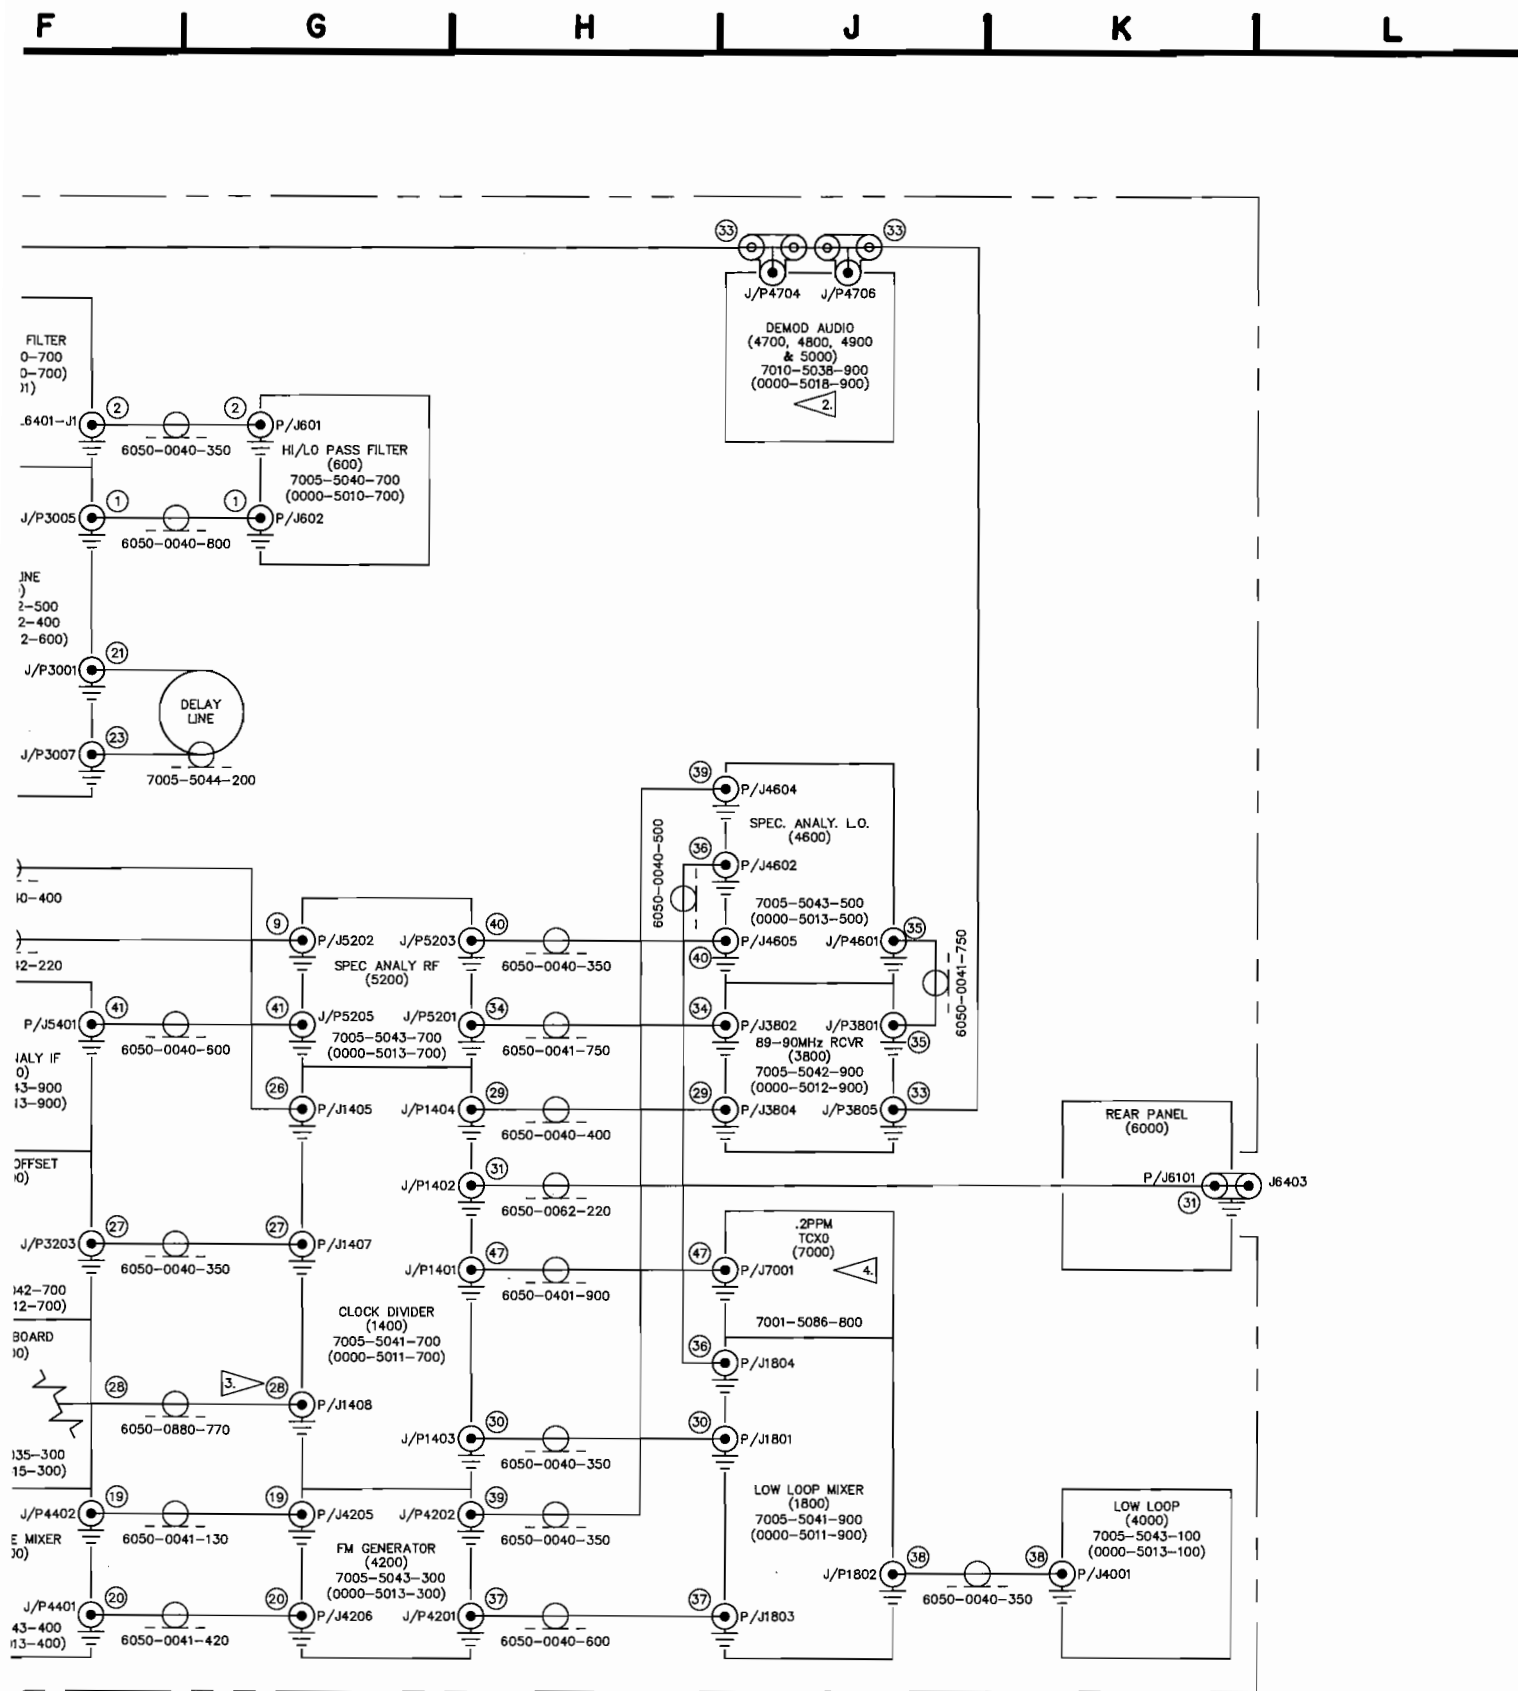 F G H J K L
33 33
J/P4704 J/P4706
DEMOD AUDIO
(4700, 4800, 4900
& 5000)
7010-5038-900
(0000-5018-900)
2.
FILTER
0-700
0-700)
01)
6401-J1
2
2
P/J601
6050-0040-350
HI/LO PASS FILTER
(600)
7005-5040-700
(0000-5010-700)
J/P3005
1
1
P/J602
6050-0040-800
INE
)
2-500
2-400
2-600)
J/P3001
21
DELAY
LINE
J/P3007
23
7005-5044-200
39
P/J4604
SPEC. ANALY. L.O.
(4600)
36
P/J4602
6050-0040-500
7005-5043-500
(0000-5013-500)
40
P/J4605
J/P4601
35
6050-0041-750
40-400
42-220
9
P/J5202
J/P5203
40
6050-0040-350
SPEC ANALY RF
(5200)
P/J5401
41
41
J/P5205
J/P5201
34
6050-0040-600
7005-5043-700
(0000-5013-700)
6050-0041-750
34
P/J3802
J/P3801
35
89-90MHz RCVR
(3800)
7005-5042-900
(0000-5012-900)
NALY IF
0)
43-900
13-900)
26
P/J1405
J/P1404
29
6050-0040-400
29
P/J3804
J/P3805
33
REAR PANEL
(6000)
OFFSET
00)
J/P1402
31
6050-0062-220
P/J6101
31
J6403
J/P3203
27
27
P/J1407
6050-0040-350
.2PPM
TCXO
(7000)
J/P1401
47
47
P/J7001
4.
6050-0401-900
7001-5086-800
042-700
12-700)
CLOCK DIVIDER
(1400)
7005-5041-700
(0000-5011-700)
BOARD
00)
36
P/J1804
28
3.
28
P/J1408
6050-0880-770
J/P1403
30
30
P/J1801
6050-0040-350
035-300
15-300)
J/P4402
19
19
P/J4205
J/P4202
39
6050-0041-130
6050-0040-350
LOW LOOP MIXER
(1800)
7005-5041-900
(0000-5011-900)
LOW LOOP
(4000)
7005-5043-100
(0000-5013-100)
E MIXER
00)
FM GENERATOR
(4200)
7005-5043-300
(0000-5013-300)
J/P1802
38
38
P/J4001
6050-0040-350
J/P4401
20
20
P/J4206
J/P4201
37
37
P/J1803
43-400
013-400)
6050-0041-420
6050-0040-600